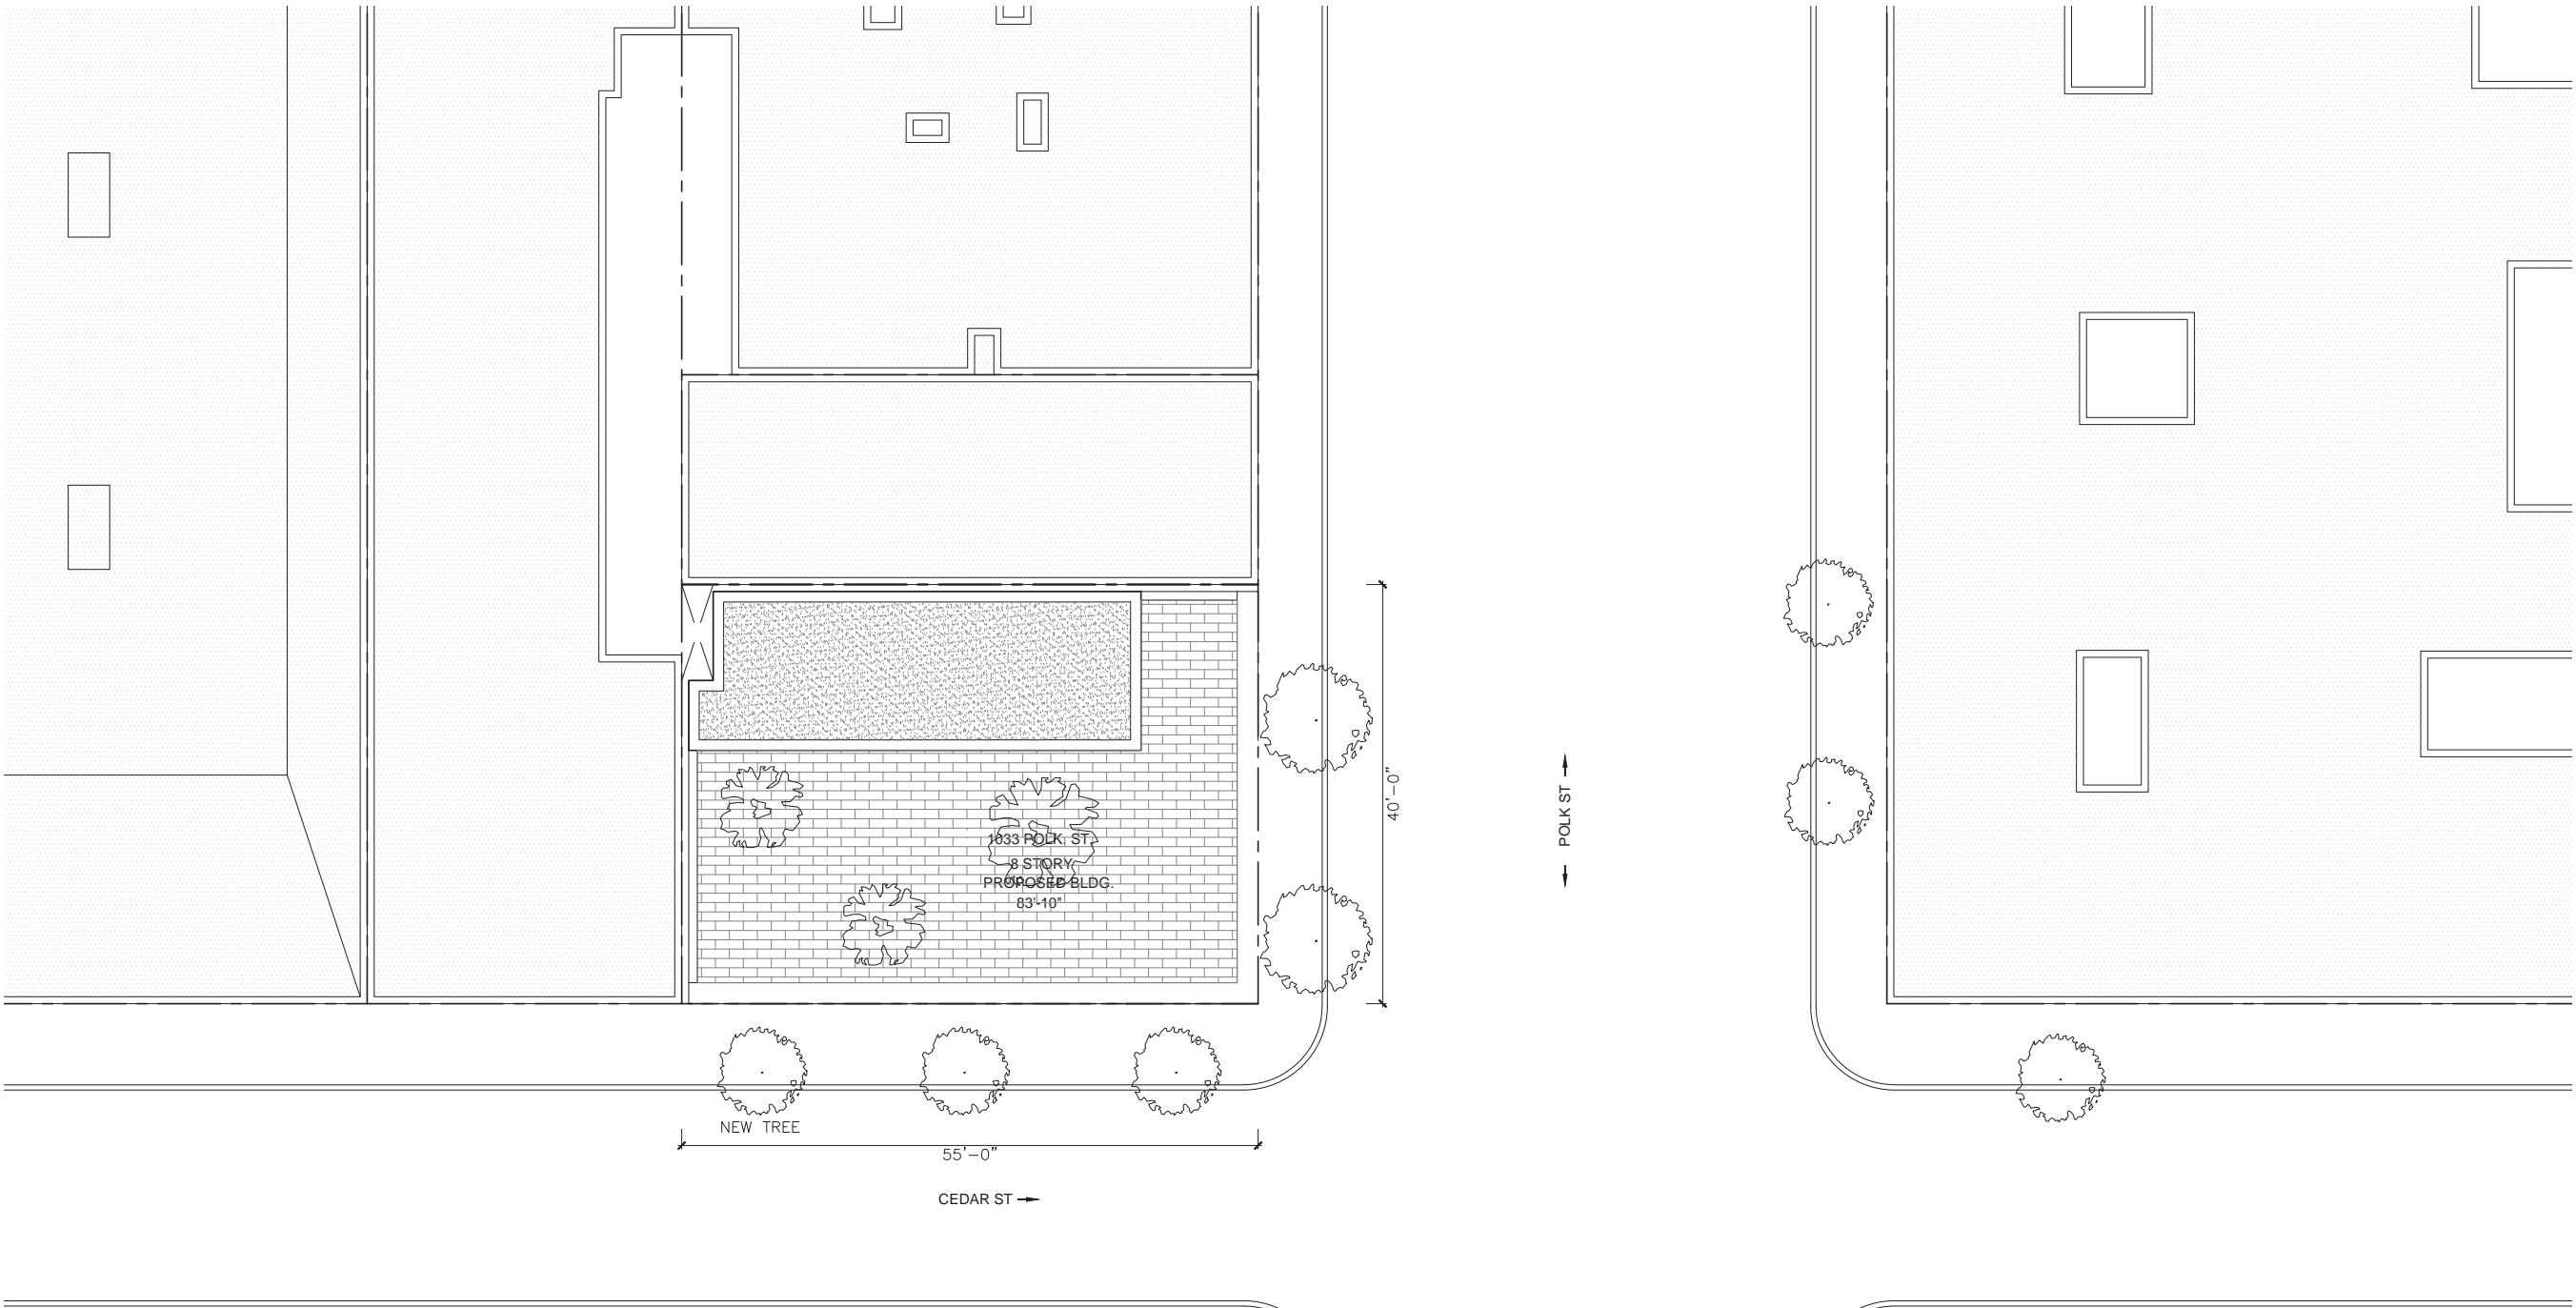 1033 POLK ST.
8 STORY
PROPOSED BLDG.
83'-10"
40'-0"
POLK ST
NEW TREE
55'-0"
CEDAR ST